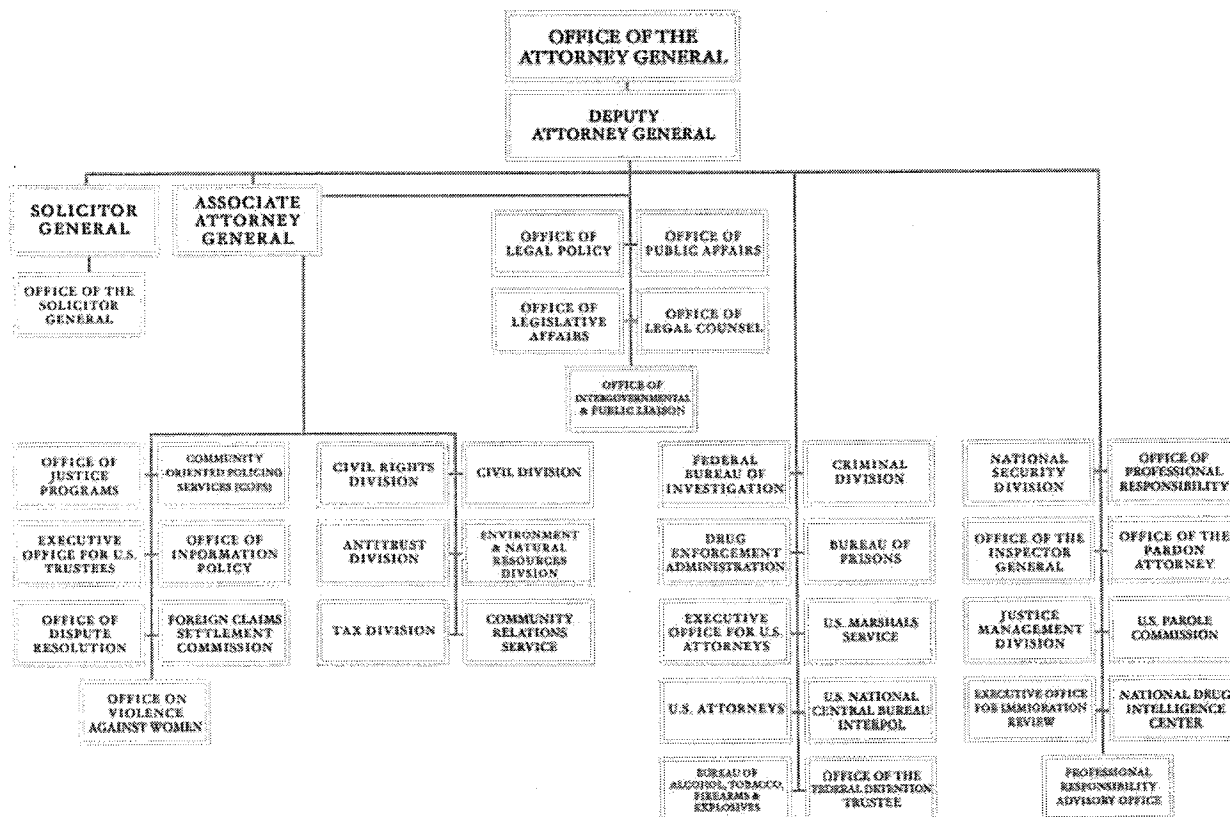 OFFICE OF THE
ATTORNEY GENERAL
DEPUTY
ATTORNEY GENERAL
SOLICITOR
GENERAL
ASSOCIATE
ATTORNEY
GENERAL
OFFICE OF THE
SOLICITOR
GENERAL
OFFICE OF
LEGAL POLICY
OFFICE OF
PUBLIC AFFAIRS
OFFICE OF
LEGISLATIVE
AFFAIRS
OFFICE OF
LEGAL COUNSEL
OFFICE OF
INTERGOVERNMENTAL
& PUBLIC LIAISON
OFFICE OF
JUSTICE
PROGRAMS
COMMUNITY
ORIENTED POLICING
SERVICES (COPS)
EXECUTIVE
OFFICE FOR U.S.
TRUSTEES
OFFICE OF
INFORMATION
POLICY
OFFICE OF
DISPUTE
RESOLUTION
FOREIGN CLAIMS
SETTLEMENT
COMMISSION
OFFICE ON
VIOLENCE
AGAINST WOMEN
CIVIL RIGHTS
DIVISION
CIVIL DIVISION
ANTITRUST
DIVISION
ENVIRONMENT
& NATURAL
RESOURCES
DIVSION
TAX DIVISION
COMMUNITY
RELATIONS
SERVICE
FEDERAL
BUREAU OF
INVESTIGATION
CRIMINAL
DIVISION
DRUG
ENFORCEMENT
ADMINISTRATION
BUREAU OF
PRISONS
EXECUTIVE
OFFICE FOR U.S.
ATTORNEYS
U.S. MARSHALS
SERVICE
U.S. ATTORNEYS
U.S. NATIONAL
CENTRAL BUREAU
INTERPOL
BUREAU OF
ALCOHOL, TOBACCO,
FIREARMS &
EXPLOSIVES
OFFICE OF THE
FEDERAL DETENTION
TRUSTEE
NATIONAL
SECURITY
DIVISION
OFFICE OF
PROFESSIONAL
RESPONSIBILITY
OFFICE OF THE
INSPECTOR
GENERAL
OFFICE OF THE
PARDON
ATTORNEY
JUSTICE
MANAGEMENT
DIVISION
U.S. PAROLE
COMMISSION
EXECUTIVE OFFICE
FOR IMMIGRATION
REVIEW
NATIONAL DRUG
INTELLIGENCE
CENTER
PROFESSIONAL
RESPONSIBILITY
ADVISORY OFFICE